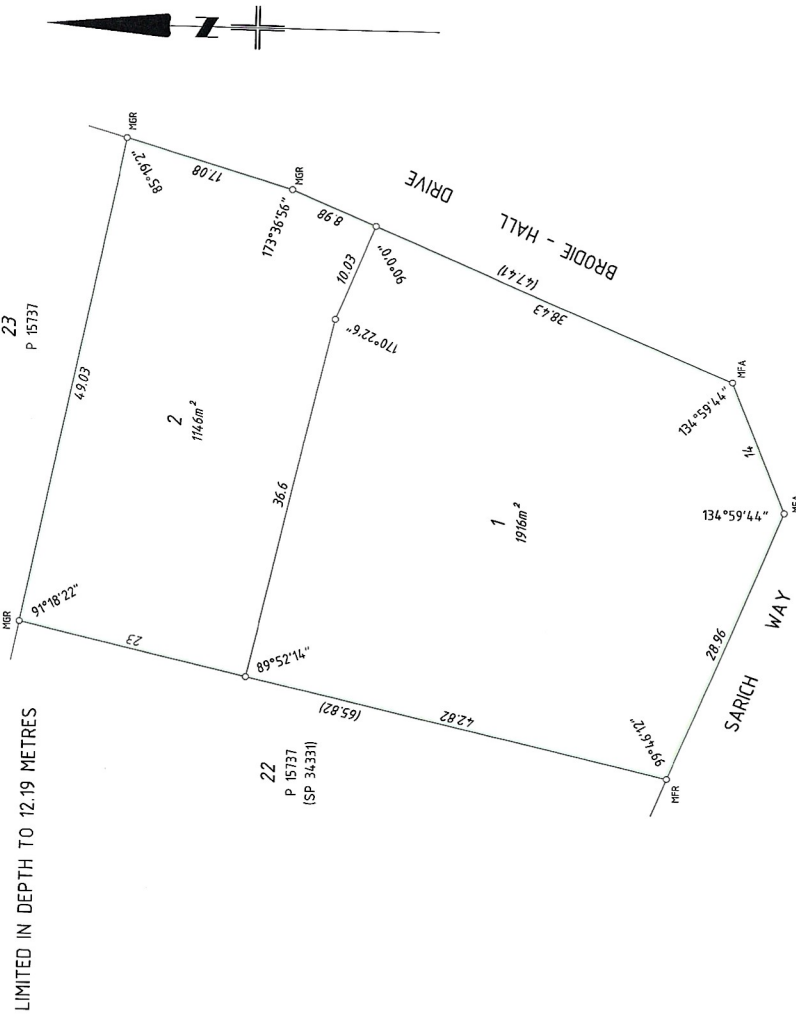 N
MGR
85°19'2"
17.08
MGR
173°36'56"
8.98
BRODIE - HALL DRIVE
23
P 15737
49.03
2
1146m²
10.03
90°0'0"
170°22'6"
(47.41)
38.43
36.6
MGR
91°18'22"
23
89°52'14"
1
1916m²
134°59'44"
MFA
14
134°59'44"
MFA
(65.82)
42.82
22
P 15737
(SP 34331)
28.96
SARICH WAY
99°46'12"
MFR
LIMITED IN DEPTH TO 12.19 METRES